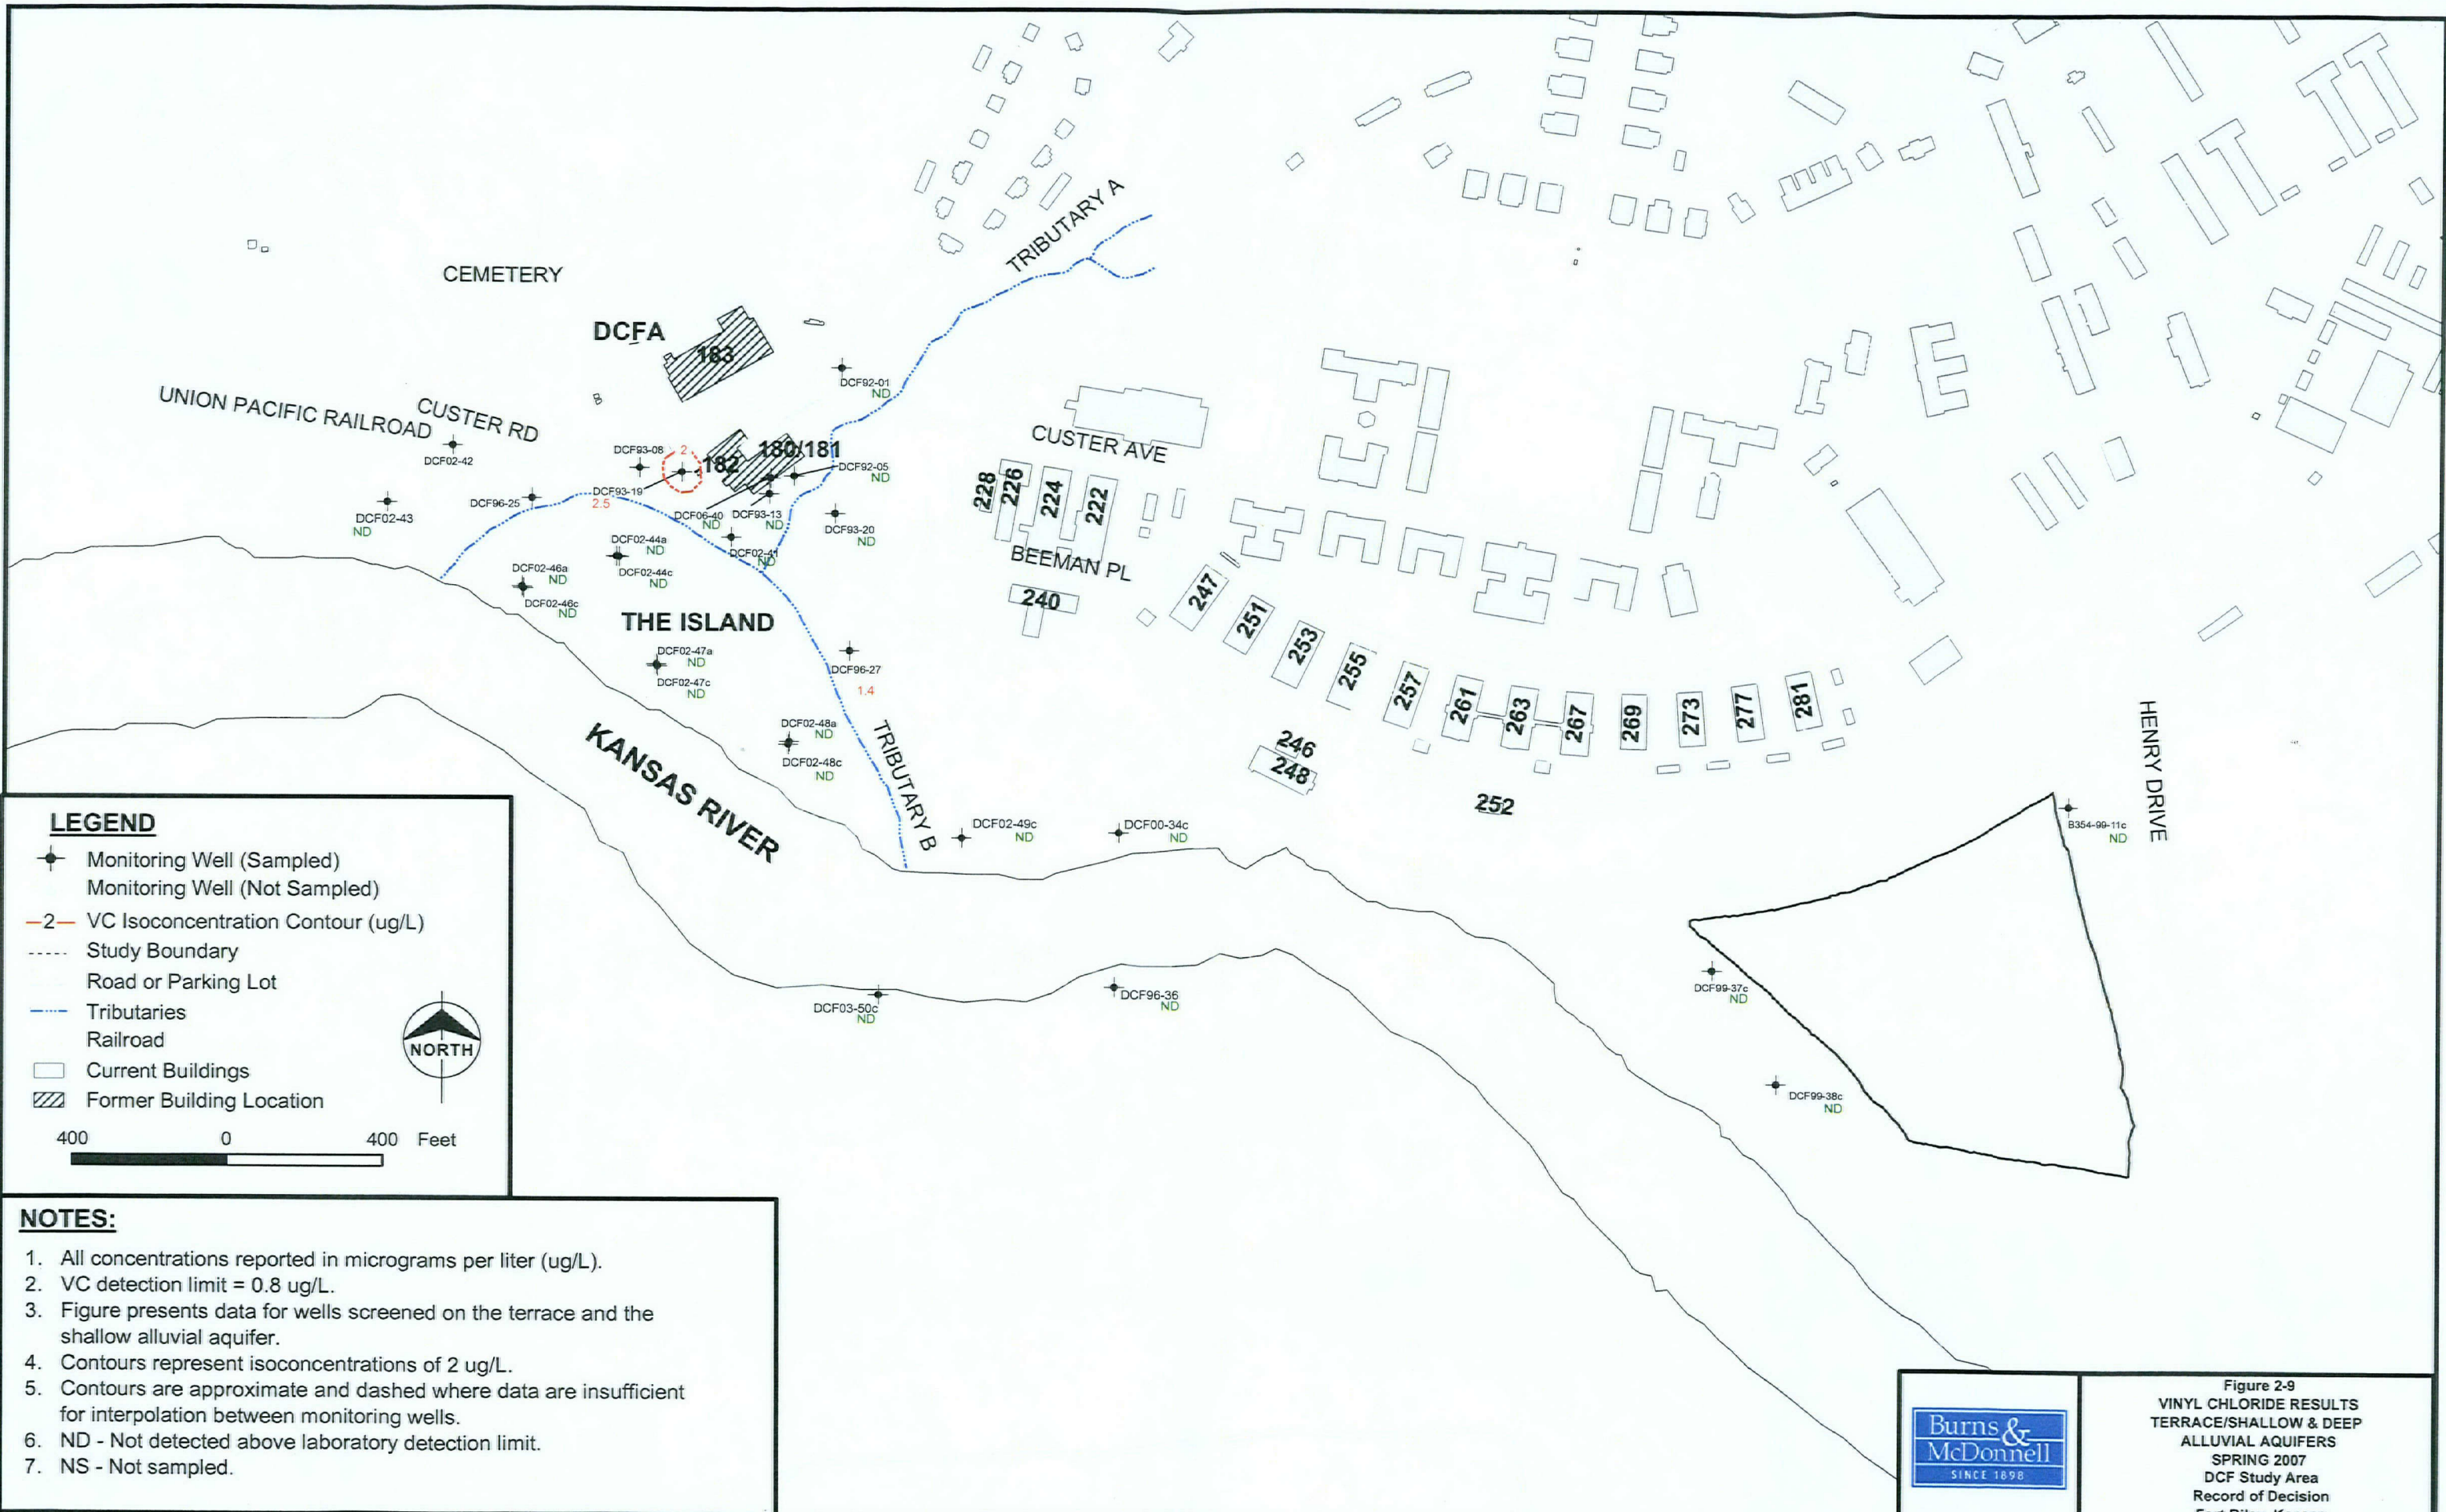 CEMETERY
TRIBUTARY A
DCFA
183
DCF92-01
ND
UNION PACIFIC RAILROAD
CUSTER RD
DCF02-42
DCF93-08
2
182
180/181
DCF92-05
ND
DCF93-19
2.5
DCF96-25
DCF02-43
ND
DCF06-40
ND
DCF93-13
ND
DCF93-20
ND
DCF02-41
ND
DCF02-44a
ND
DCF02-44c
ND
DCF02-46a
ND
DCF02-46c
ND
THE ISLAND
DCF02-47a
ND
DCF02-47c
ND
DCF96-27
1.4
DCF02-48a
ND
DCF02-48c
ND
KANSAS RIVER
TRIBUTARY B
DCF02-49c
ND
DCF00-34c
ND
DCF03-50c
ND
DCF96-36
ND
CUSTER AVE
228
226
224
222
BEEMAN PL
240
247
251
253
255
257
261
263
267
269
273
277
281
246
248
252
HENRY DRIVE
B354-99-11c
ND
DCF99-37c
ND
DCF99-38c
ND
LEGEND
Monitoring Well (Sampled)
Monitoring Well (Not Sampled)
2 VC Isoconcentration Contour (ug/L)
Study Boundary
Road or Parking Lot
Tributaries
Railroad
Current Buildings
Former Building Location
NORTH
400 0 400 Feet
NOTES:
1. All concentrations reported in micrograms per liter (ug/L).
2. VC detection limit = 0.8 ug/L.
3. Figure presents data for wells screened on the terrace and the
shallow alluvial aquifer.
4. Contours represent isoconcentrations of 2 ug/L.
5. Contours are approximate and dashed where data are insufficient
for interpolation between monitoring wells.
6. ND - Not detected above laboratory detection limit.
7. NS - Not sampled.
Burns &
McDonnell
SINCE 1898
Figure 2-9
VINYL CHLORIDE RESULTS
TERRACE/SHALLOW & DEEP
ALLUVIAL AQUIFERS
SPRING 2007
DCF Study Area
Record of Decision